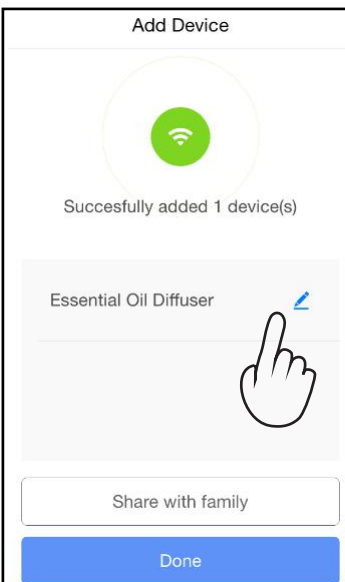 Add Device
Succesfully added 1 device(s)
Essential Oil Diffuser
Share with family
Done